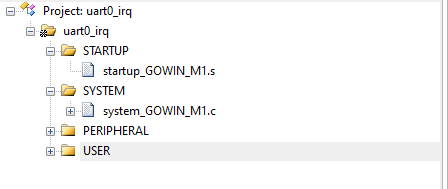 Project: uart0_irq
uart0_irq
STARTUP
startup_GOWIN_M1.s
SYSTEM
system_GOWIN_M1.c
PERIPHERAL
USER